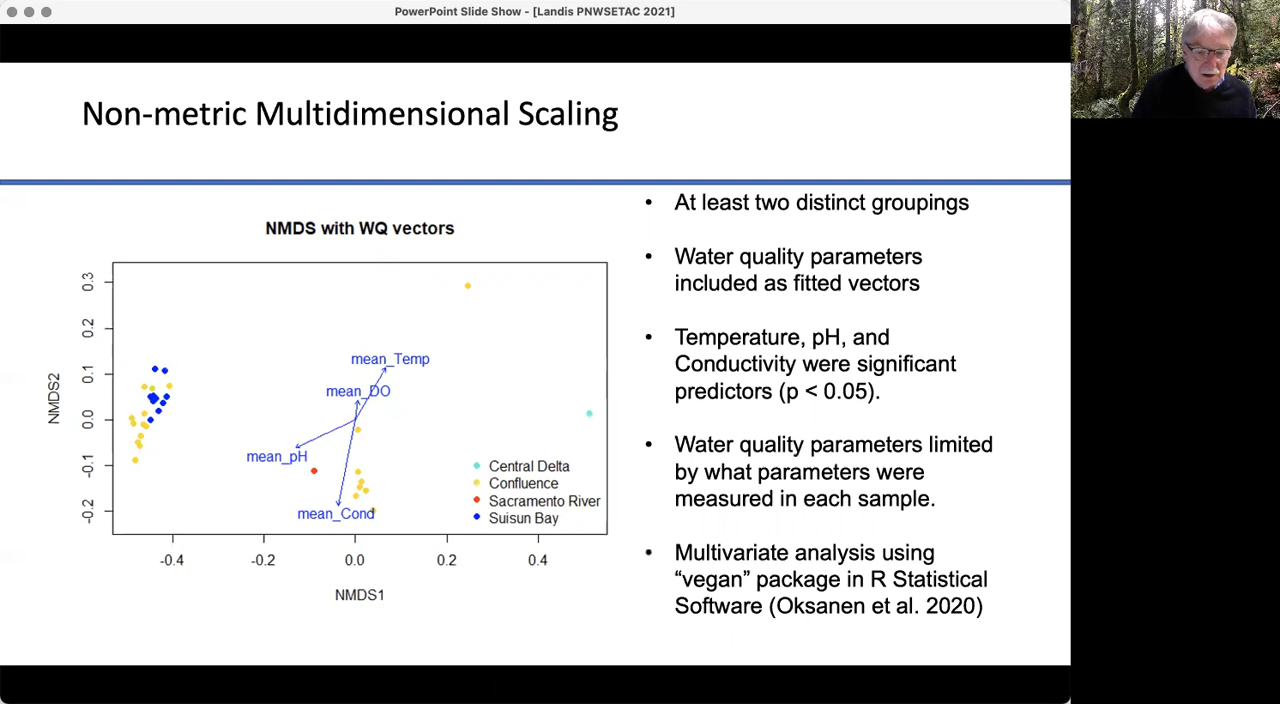 PowerPoint Slide Show - [Landis PNWSETAC 2021]
Non-metric Multidimensional Scaling
NMDS with WQ vectors
NMDS2
0.3
0.2
0.1
0.0
-0.1
-0.2
mean_Temp
mean_DO
mean_pH
mean_Cond
Central Delta
Confluence
Sacramento River
Suisun Bay
-0.4
-0.2
0.0
0.2
0.4
NMDS1
• At least two distinct groupings
• Water quality parameters
included as fitted vectors
• Temperature, pH, and
Conductivity were significant
predictors (p < 0.05).
• Water quality parameters limited
by what parameters were
measured in each sample.
• Multivariate analysis using
“vegan” package in R Statistical
Software (Oksanen et al. 2020)